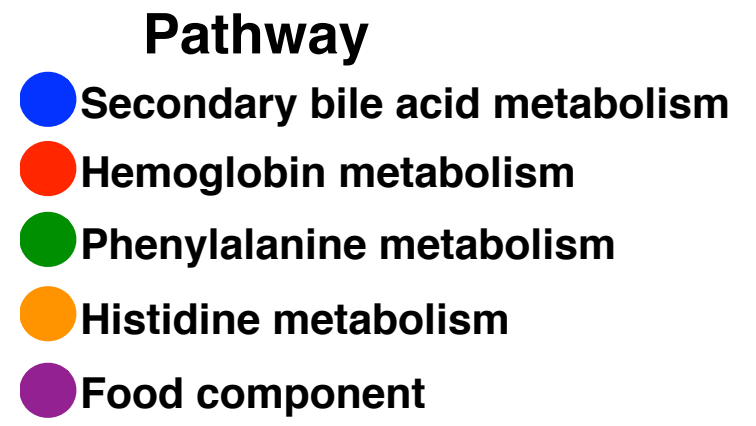 Pathway
Secondary bile acid metabolism
Hemoglobin metabolism
Phenylalanine metabolism
Histidine metabolism
Food component